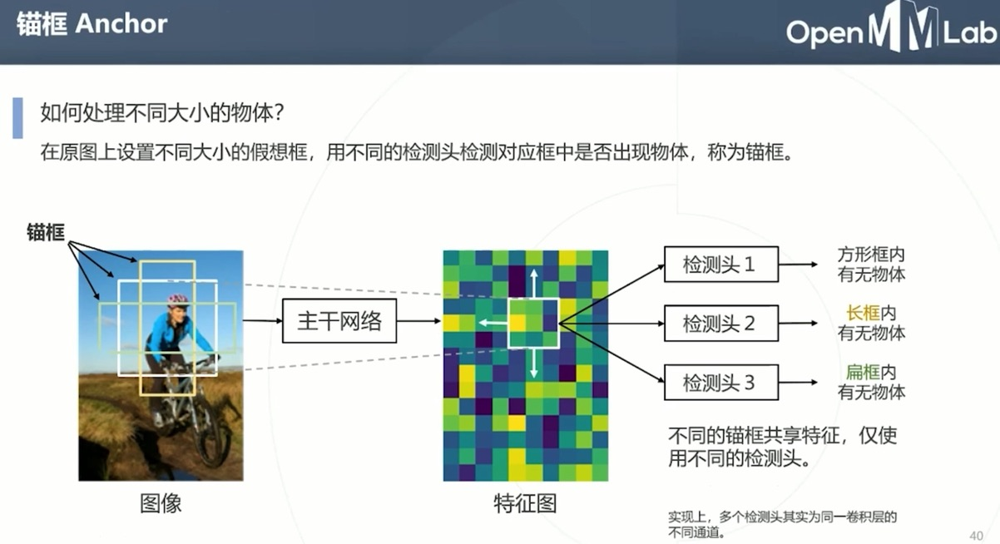 锚框 Anchor
OpenMMLab
如何处理不同大小的物体?
在原图上设置不同大小的假想框，用不同的检测头检测对应框中是否出现物体，称为锚框。
锚框
图像
主干网络
特征图
检测头 1
方形框内
有无物体
检测头 2
长框内
有无物体
检测头 3
扁框内
有无物体
不同的锚框共享特征，仅使
用不同的检测头。
实现上，多个检测头其实为同一卷积层的
不同通道。
40